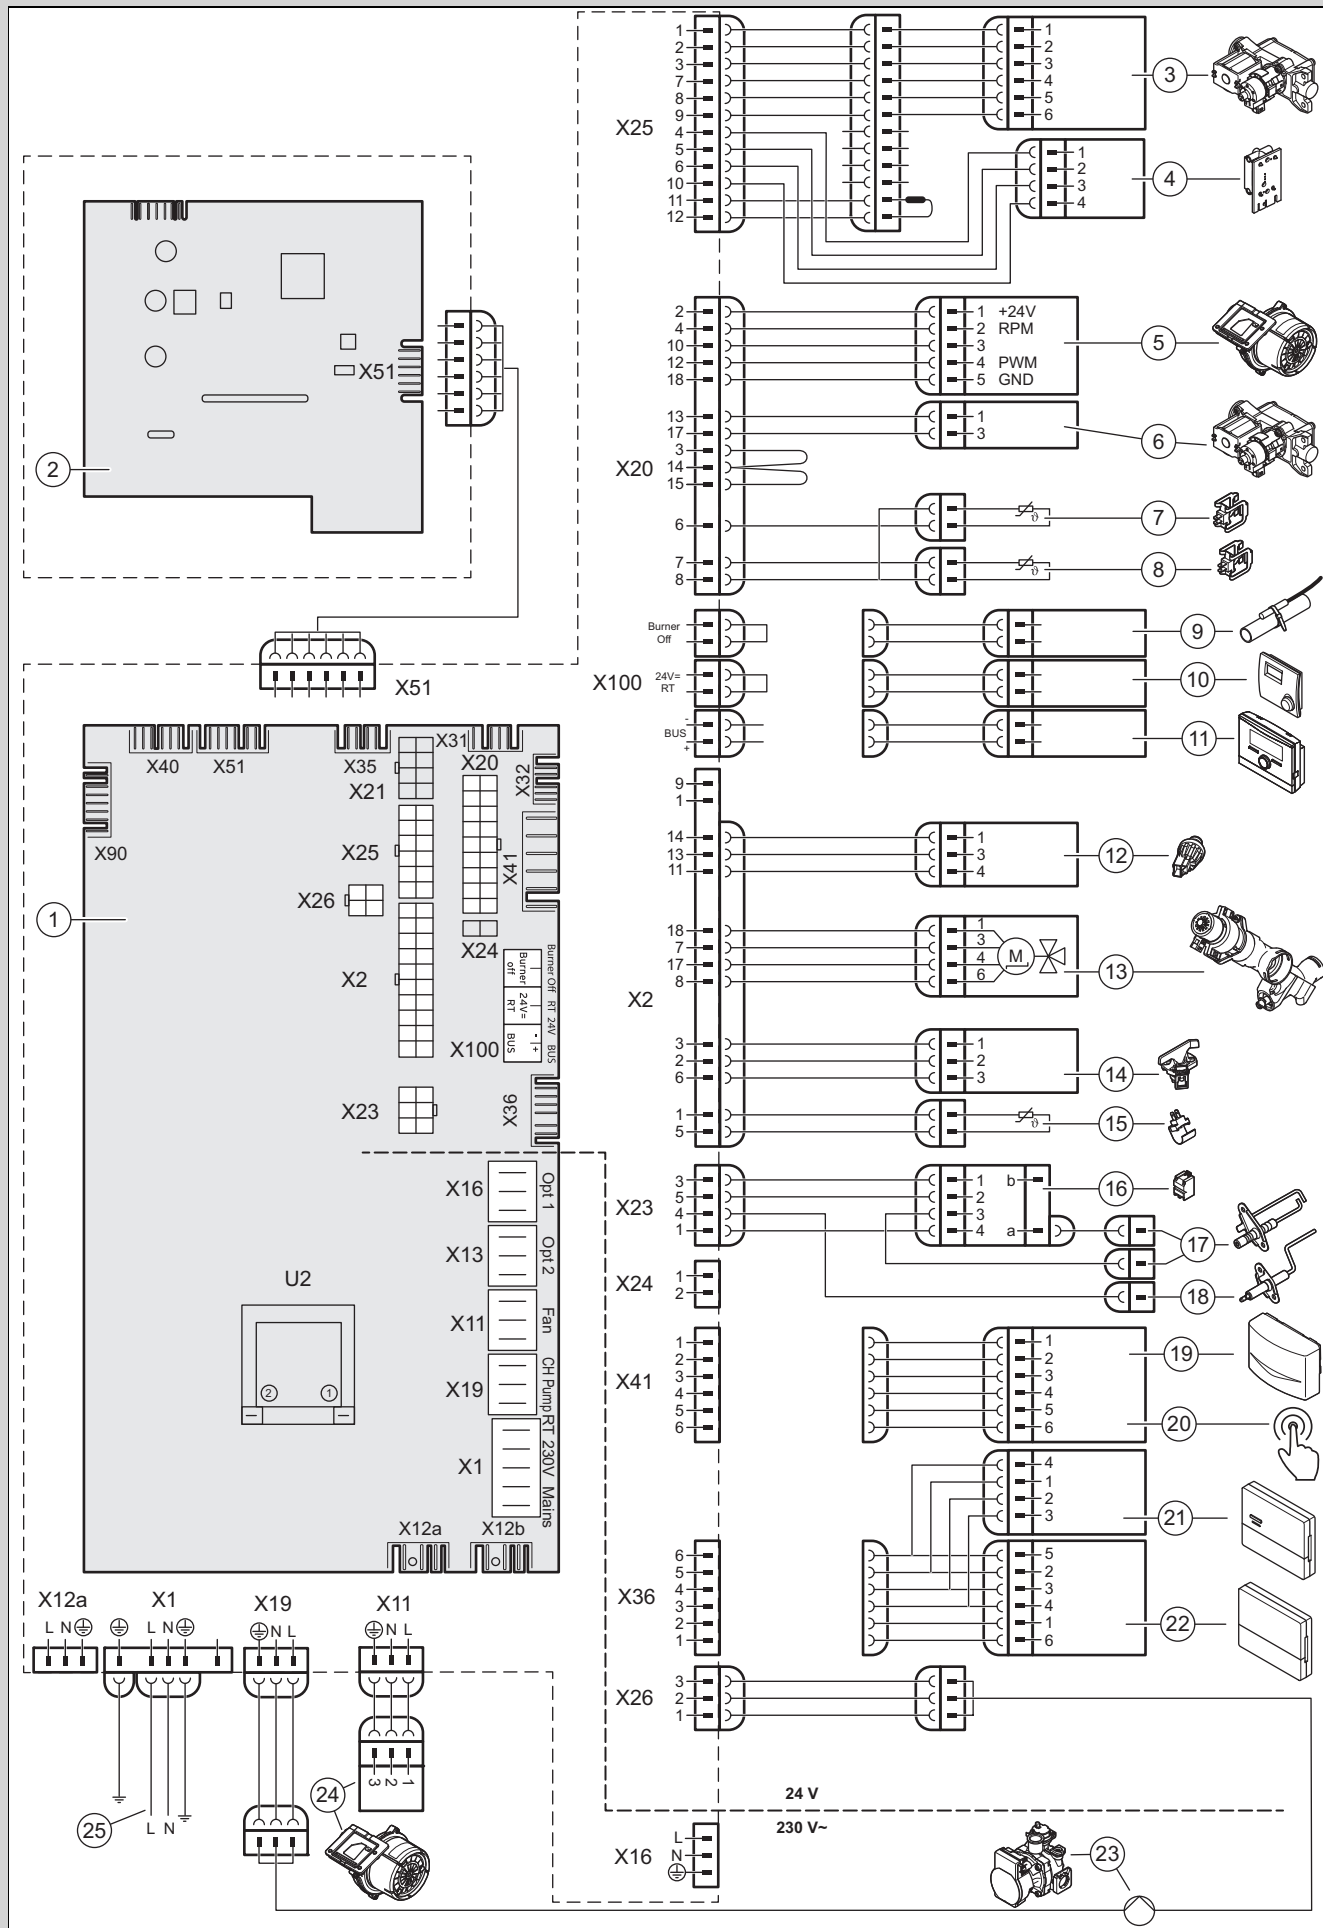 X25
1
2
3
7
8
9
4
5
6
10
11
12
1
2
3
4
5
6
3
1
2
3
4
4
X51
2
X20
2
4
10
12
18
13
17
3
14
15
6
7
8
1 +24V
2 RPM
3
4 PWM
5 GND
5
1
3
6
ϑ
7
ϑ
8
X51
X100
Burner
Off
24V=
RT
-
BUS
+
9
10
11
X40
X51
X35
X31
X21
X20
X32
X90
X25
X41
X26
X24
X2
X100
Burner
off
24V=
RT
BUS
- +
Burner Off RT 24V BUS
X23
X36
1
X16
Opt 1
X13
Opt 2
X11
Fan
X19
CH Pump
X1
RT 230V Mains
U2
2
1
X12a
X12b
X2
9
1
14
13
11
18
7
17
8
3
2
6
1
5
1
3
4
12
1
3
4
6
M
13
1
2
3
14
ϑ
15
X23
3
5
4
1
1
2
3
4
b
a
16
17
18
X24
1
2
X41
1
2
3
4
5
6
1
2
3
4
5
6
19
20
4
1
2
3
21
X36
6
5
4
3
2
1
5
2
3
4
1
6
22
X26
3
2
1
X12a
L N
X1
L N
X19
N L
X11
N L
3 2 1
24
25
L N
24 V
230 V~
X16
L
N
23